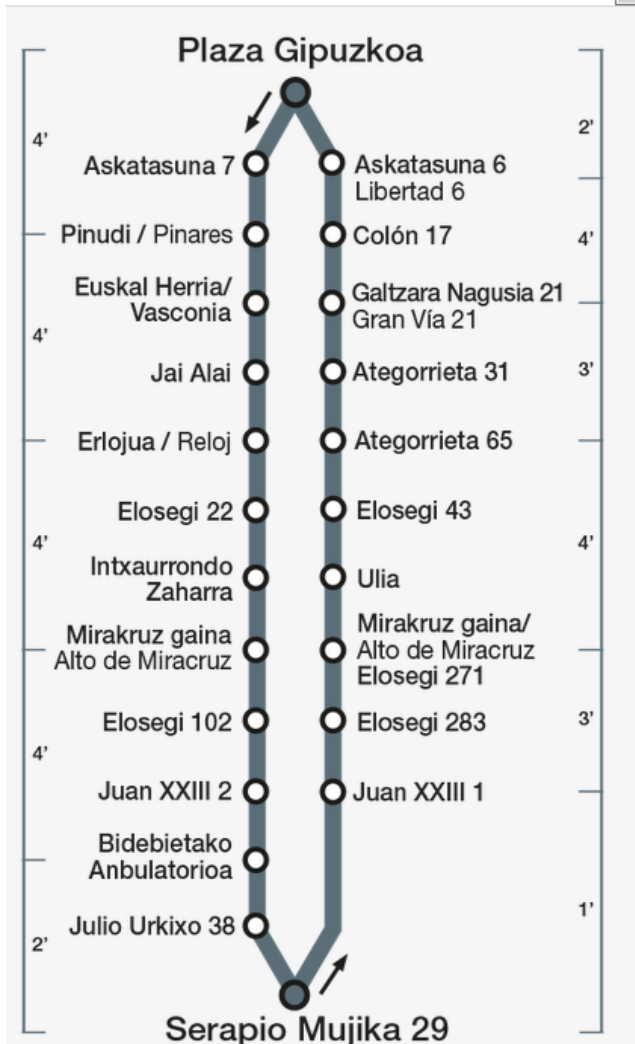 Plaza Gipuzkoa
4’
2’
Askatasuna 7
Askatasuna 6
Libertad 6
Pinudi / Pinares
Colón 17
4’
Euskal Herria/
Vasconia
Galtzara Nagusia 21
Gran Vía 21
4’
Jai Alai
Ategorrieta 31
3’
Erlojua / Reloj
Ategorrieta 65
Elosegi 22
Elosegi 43
4’
4’
Intxaurrondo
Zaharra
Ulia
Mirakruz gaina
Alto de Miracruz
Mirakruz gaina/
Alto de Miracruz
Elosegi 271
Elosegi 102
Elosegi 283
3’
4’
Juan XXIII 2
Juan XXIII 1
Bidebietako
Anbulatorioa
Julio Urkixo 38
1’
2’
Serapio Mujika 29